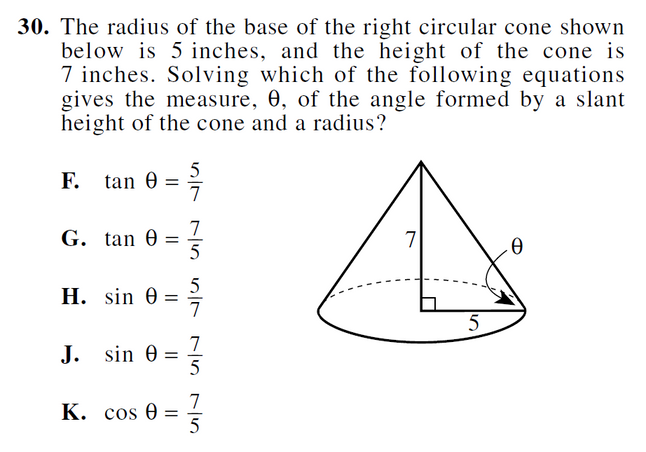 30. The radius of the base of the right circular cone shown
below is 5 inches, and the height of the cone is
7 inches. Solving which of the following equations
gives the measure, θ, of the angle formed by a slant
height of the cone and a radius?
F. tan θ = 5/7
G. tan θ = 7/5
H. sin θ = 5/7
J. sin θ = 7/5
K. cos θ = 7/5
7
θ
5